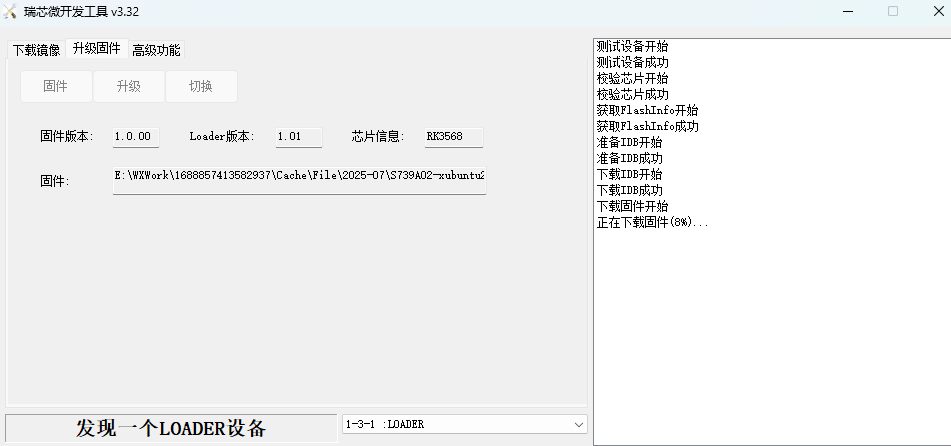 瑞芯微开发工具 v3.32
下载镜像 升级固件 高级功能
固件 升级 切换
固件版本: 1.0.00 Loader版本: 1.01 芯片信息: RK3568
固件: E:\WXWork\1688857413582937\Cache\File\2025-07\S739A02-xubuntu2
测试设备开始
测试设备成功
校验芯片开始
校验芯片成功
获取FlashInfo开始
获取FlashInfo成功
准备IDB开始
准备IDB成功
下载IDB开始
下载IDB成功
下载固件开始
正在下载固件(8%)...
发现一个LOADER设备 1-3-1 :LOADER